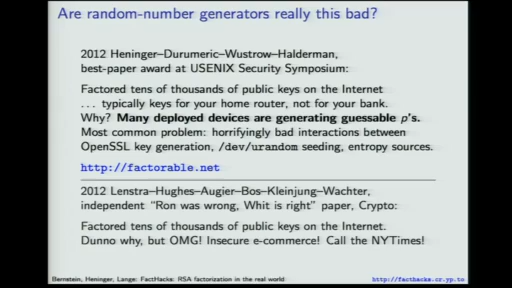 Are random-number generators really this bad?
2012 Heninger–Durumeric–Wustrow–Halderman,
best-paper award at USENIX Security Symposium:
Factored tens of thousands of public keys on the Internet
... typically keys for your home router, not for your bank.
Why? Many deployed devices are generating guessable p's.
Most common problem: horrifyingly bad interactions between
OpenSSL key generation, /dev/urandom seeding, entropy sources.
http://factorable.net
2012 Lenstra–Hughes–Augier–Bos–Kleinjung–Wachter,
independent "Ron was wrong, Whit is right" paper, Crypto:
Factored tens of thousands of public keys on the Internet.
Dunno why, but OMG! Insecure e-commerce! Call the NYTimes!
Bernstein, Heninger, Lange: FactHacks: RSA factorization in the real world
http://facthacks.cr.yp.to